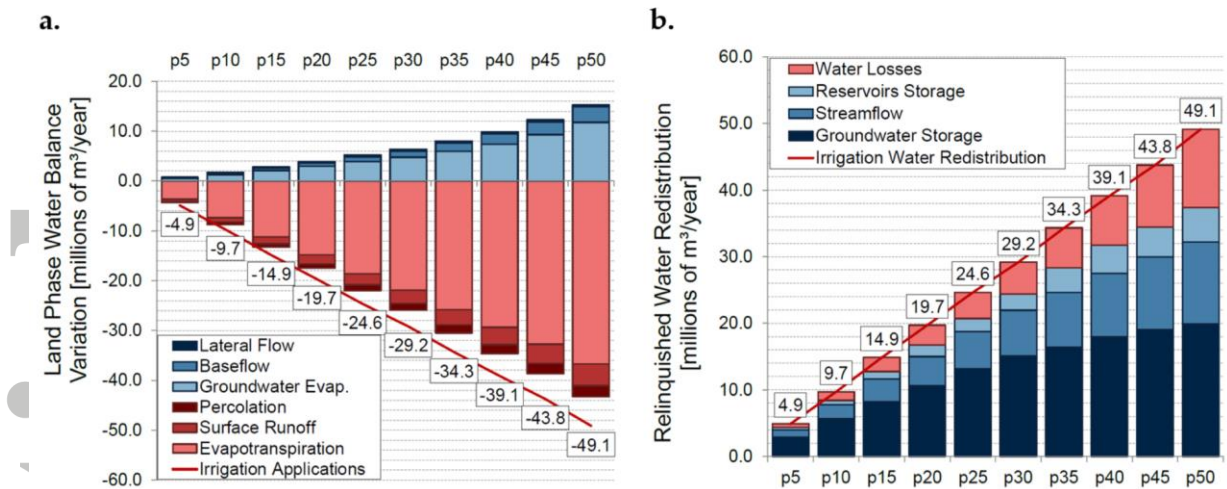 a.
p5 p10 p15 p20 p25 p30 p35 p40 p45 p50
Land Phase Water Balance
Variation [millions of m³/year]
20.0
10.0
0.0
-10.0
-20.0
-30.0
-40.0
-50.0
-60.0
-4.9
-9.7
-14.9
-19.7
-24.6
-29.2
-34.3
-39.1
-43.8
-49.1
Lateral Flow
Baseflow
Groundwater Evap.
Percolation
Surface Runoff
Evapotranspiration
Irrigation Applications
b.
Relinquished Water Redistribution
[millions of m³/year]
60.0
50.0
40.0
30.0
20.0
10.0
0.0
Water Losses
Reservoirs Storage
Streamflow
Groundwater Storage
Irrigation Water Redistribution
4.9
9.7
14.9
19.7
24.6
29.2
34.3
39.1
43.8
49.1
p5 p10 p15 p20 p25 p30 p35 p40 p45 p50